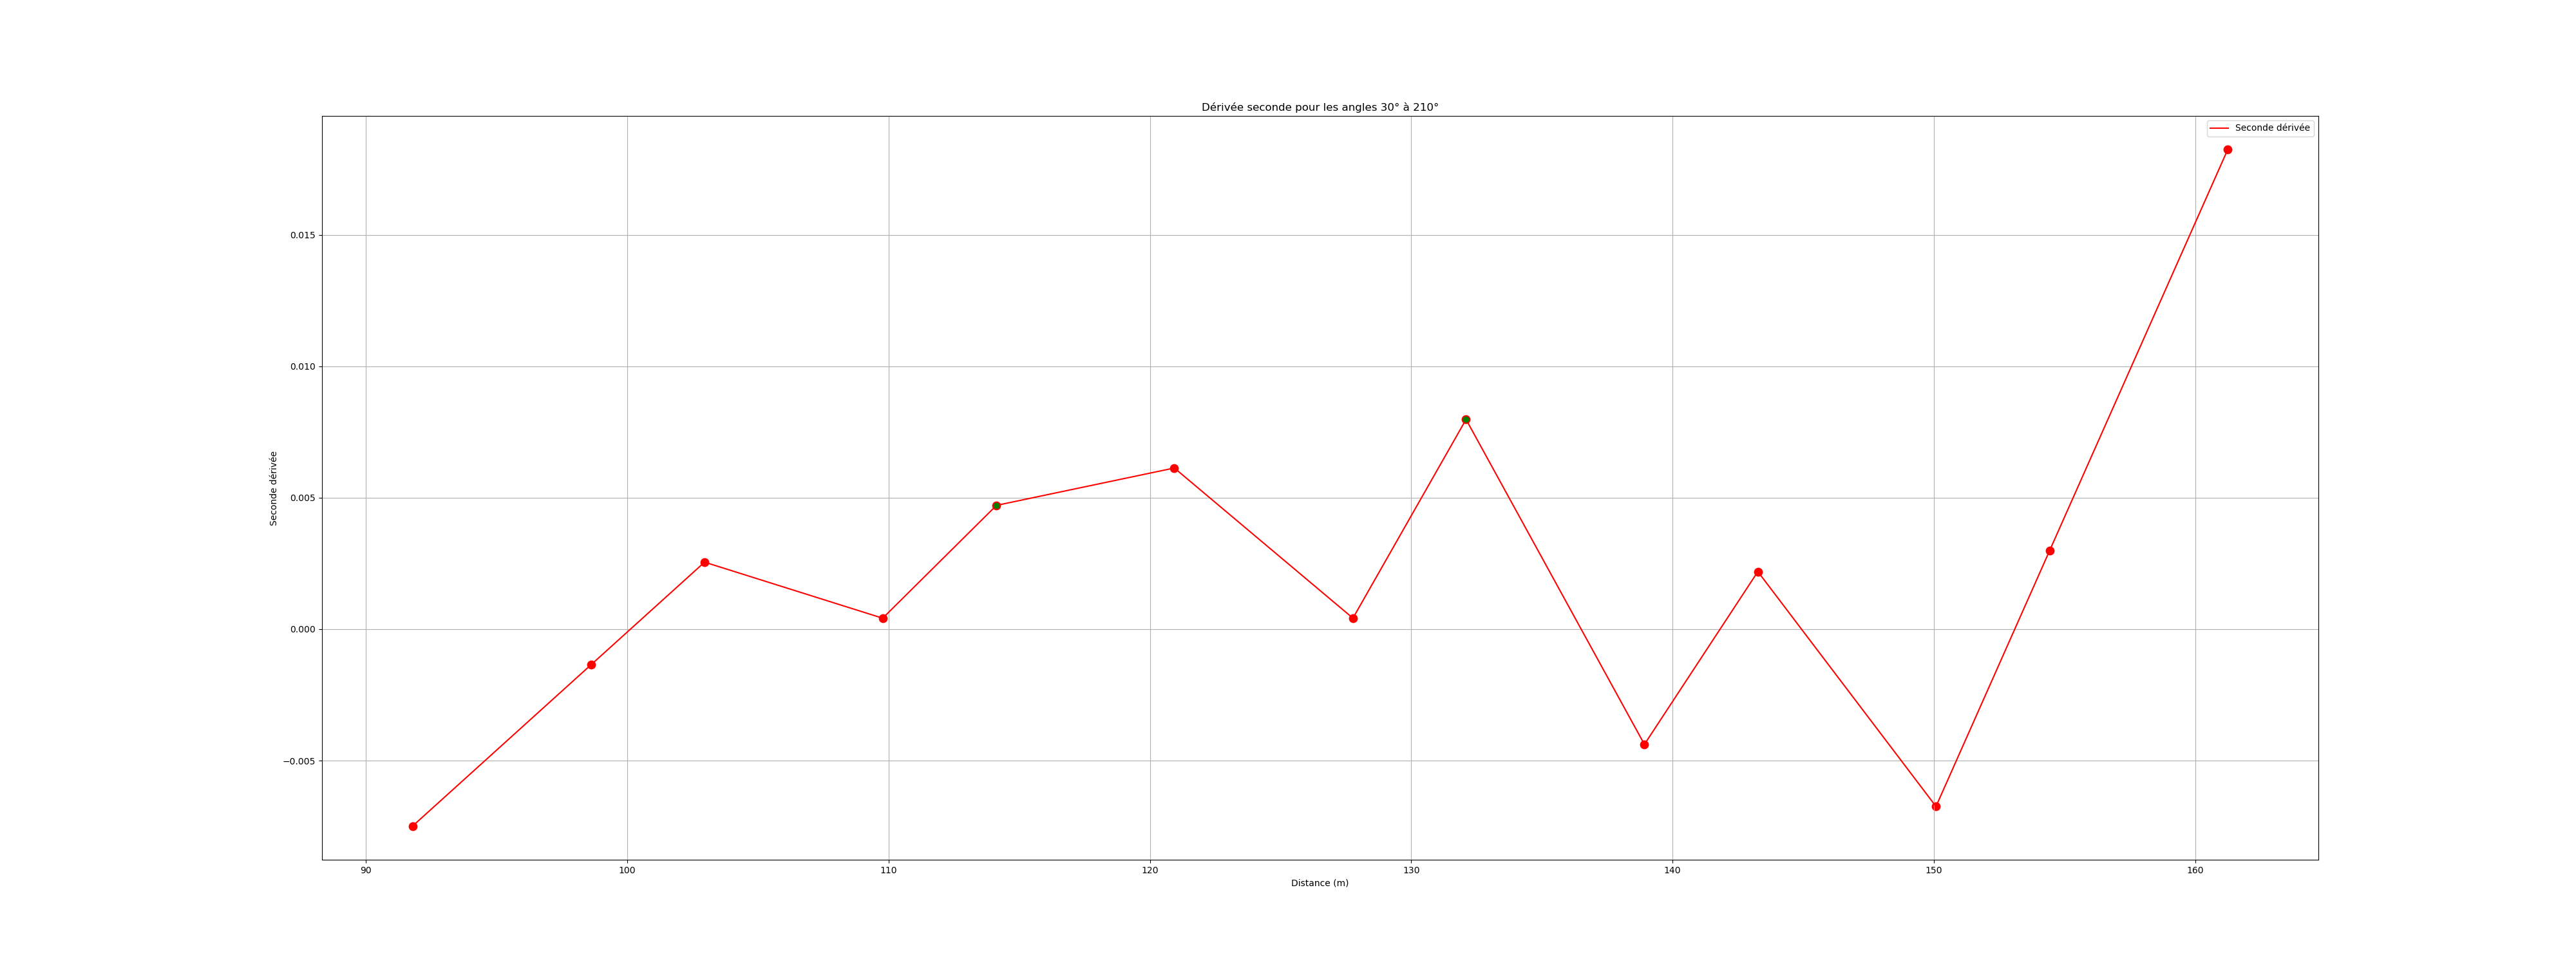 Dérivée seconde pour les angles 30° à 210°
Seconde dérivée
0.015
0.010
0.005
0.000
−0.005
Seconde dérivée
90 100 110 120 130 140 150 160
Distance (m)